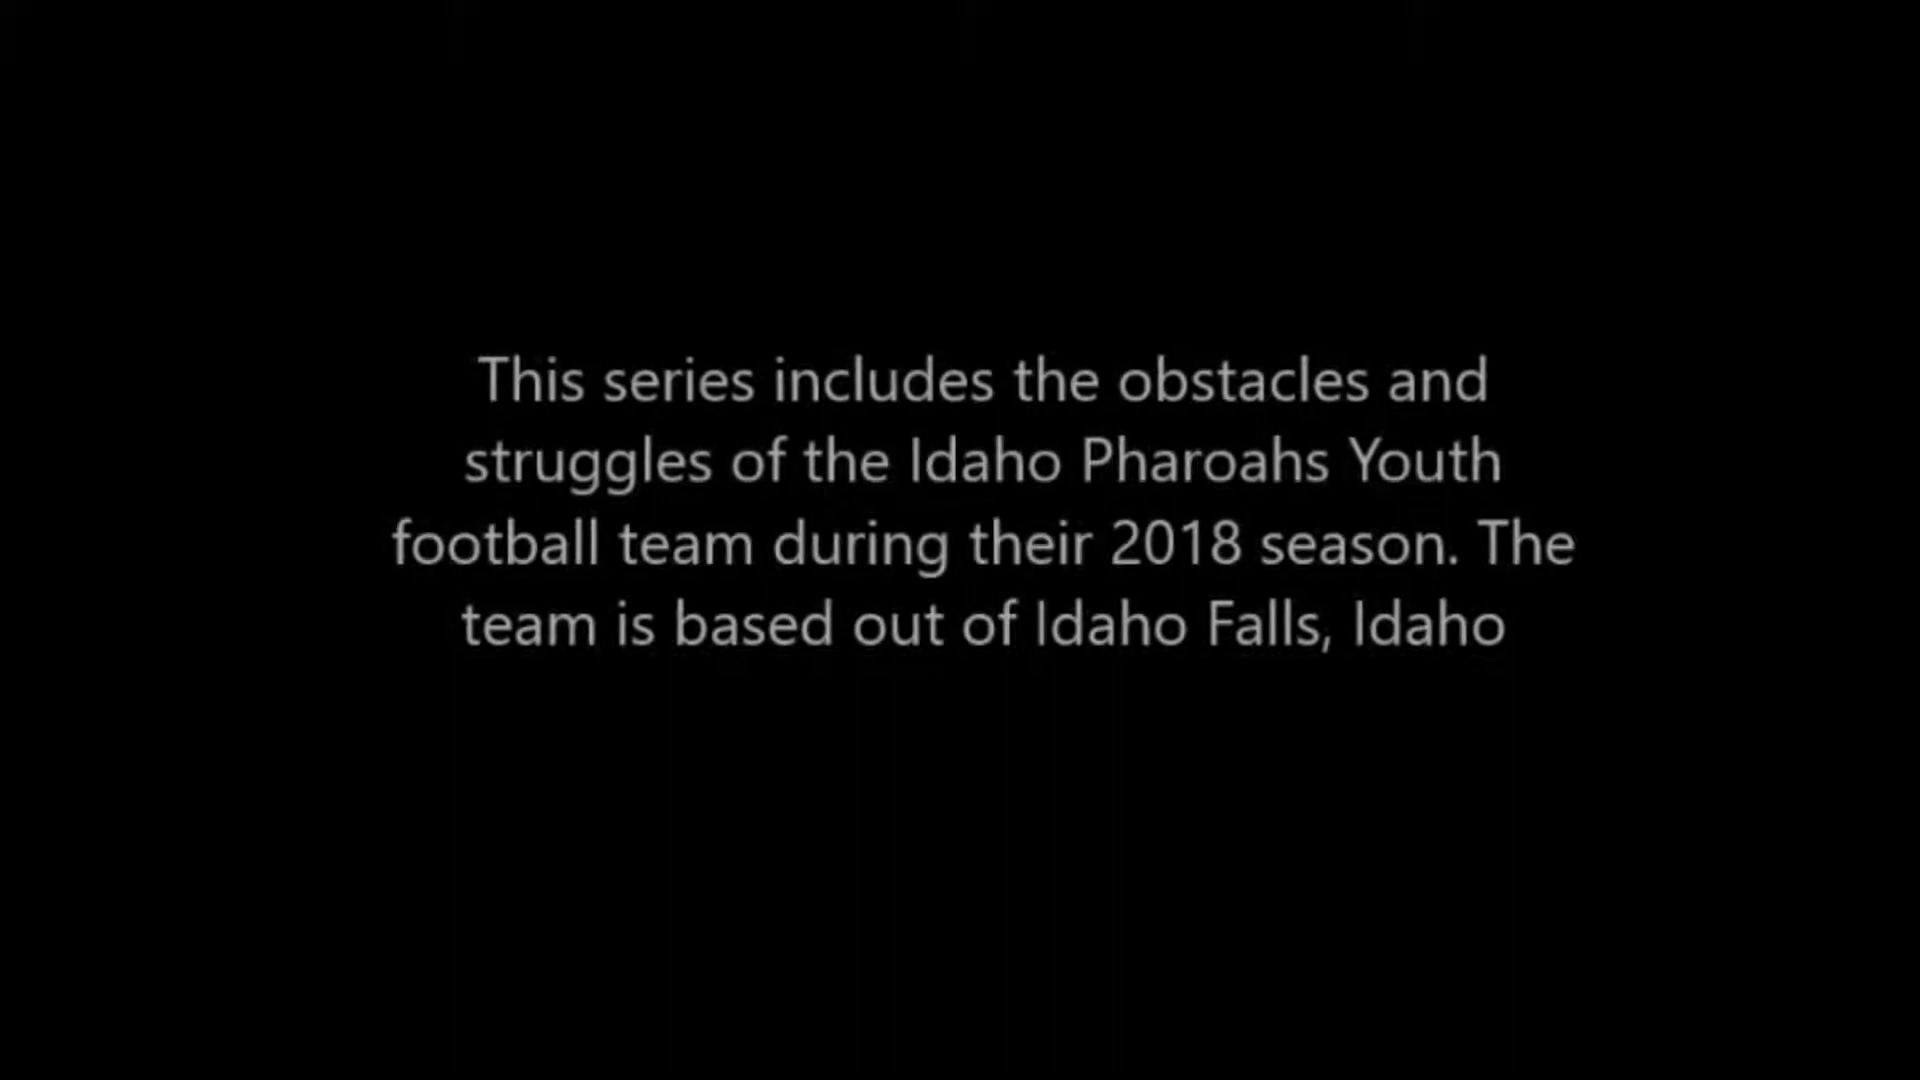 This series includes the obstacles and
struggles of the Idaho Pharoahs Youth
football team during their 2018 season. The
team is based out of Idaho Falls, Idaho